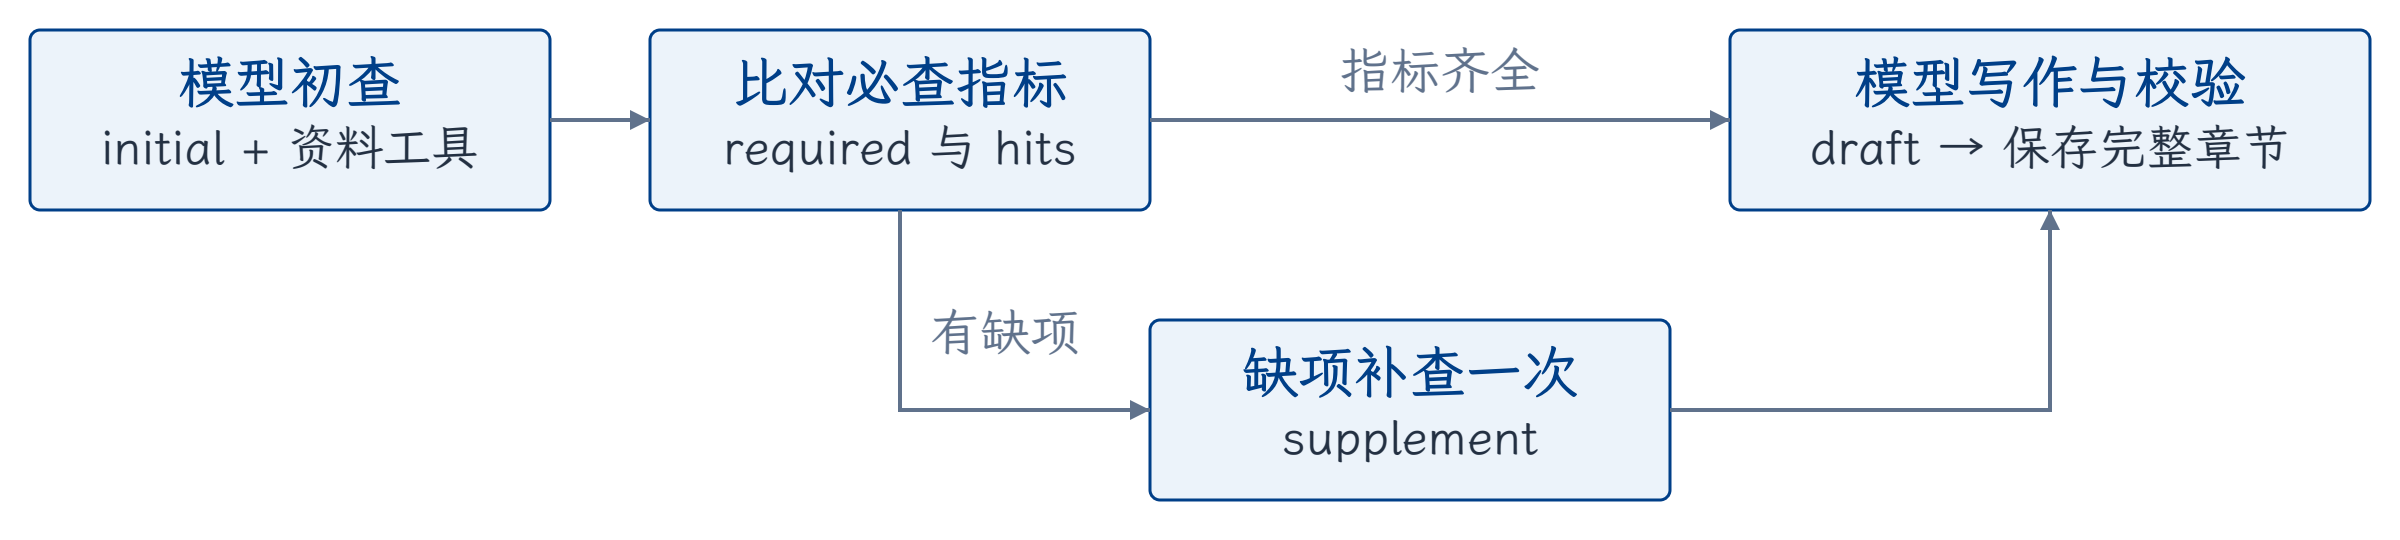 模型初查
initial + 资料工具
比对必查指标
required 与 hits
指标齐全
模型写作与校验
draft → 保存完整章节
有缺项
缺项补查一次
supplement